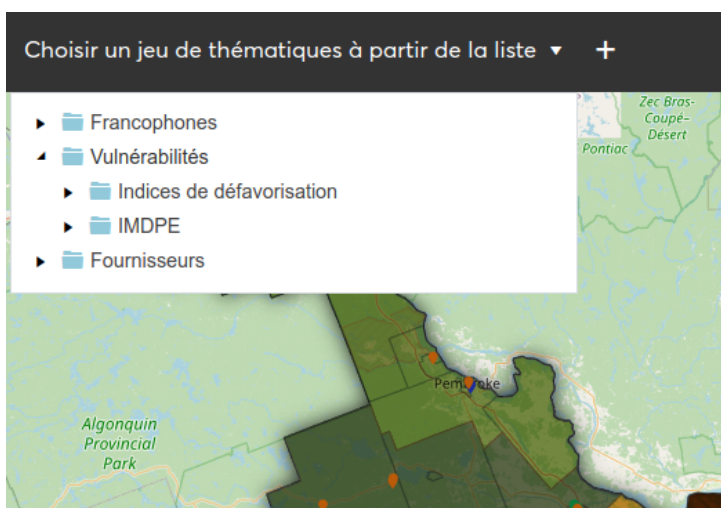 Choisir un jeu de thématiques à partir de la liste
Francophones
Vulnérabilités
Indices de défavorisation
IMDPE
Fournisseurs
Zec Bras-
Coupé–
Désert
Pontiac
Pembroke
Algonquin
Provincial
Park